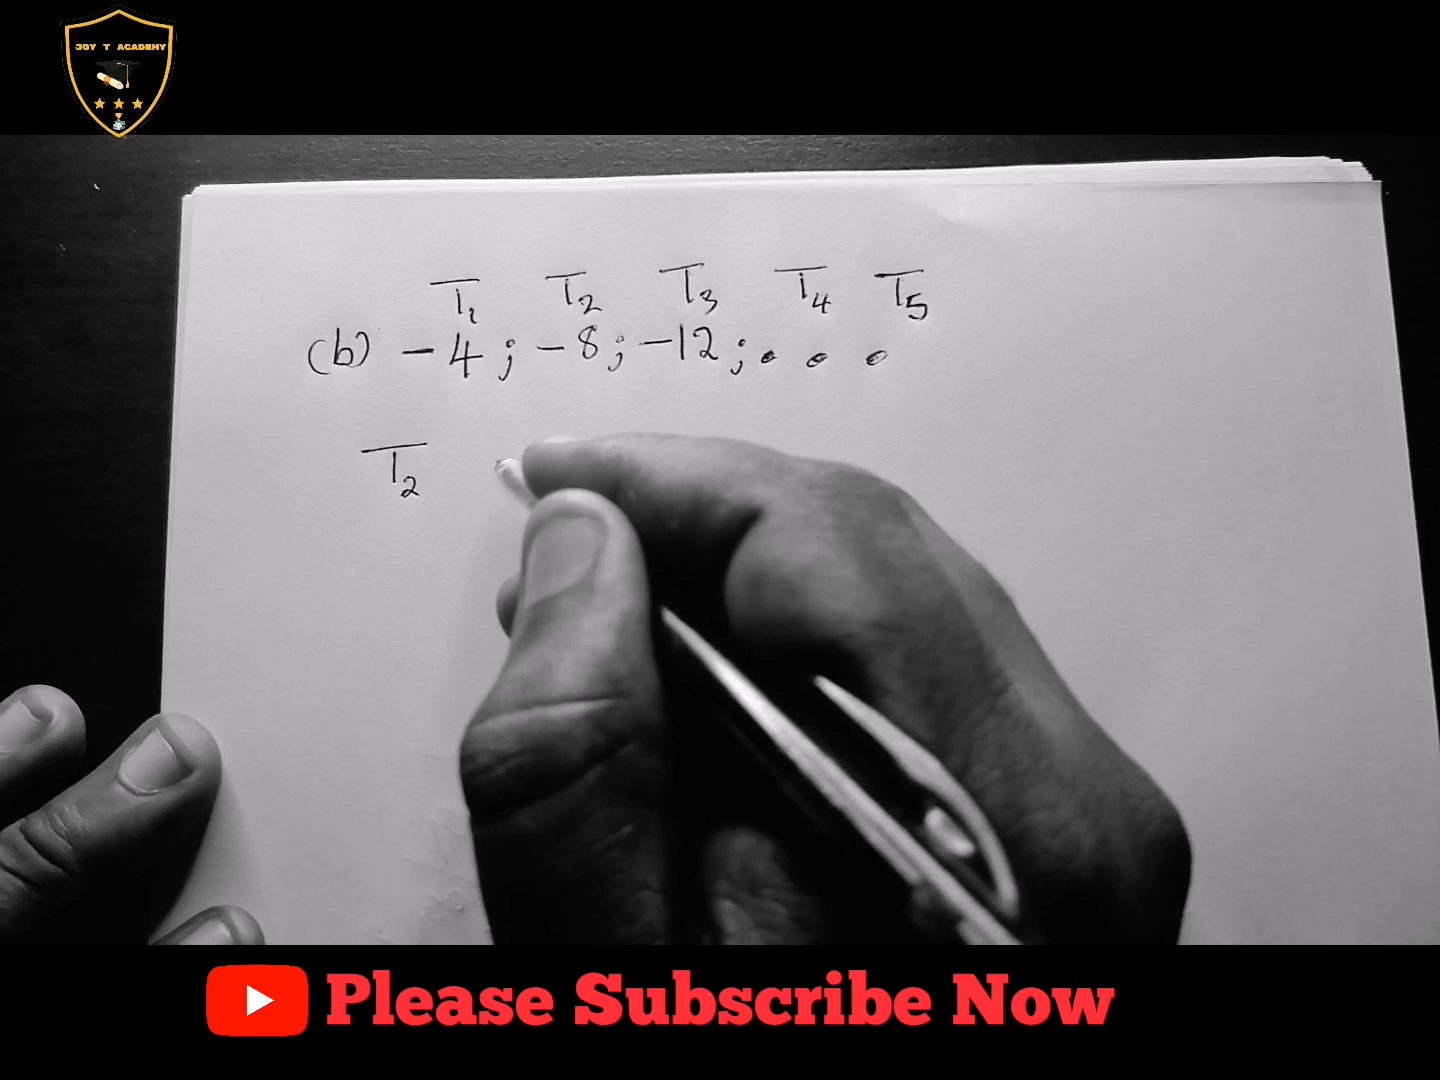 JOY T ACADEMY
T1 T2 T3 T4 T5
(b) -4; -8; -12; . . .
T2
Please Subscribe Now